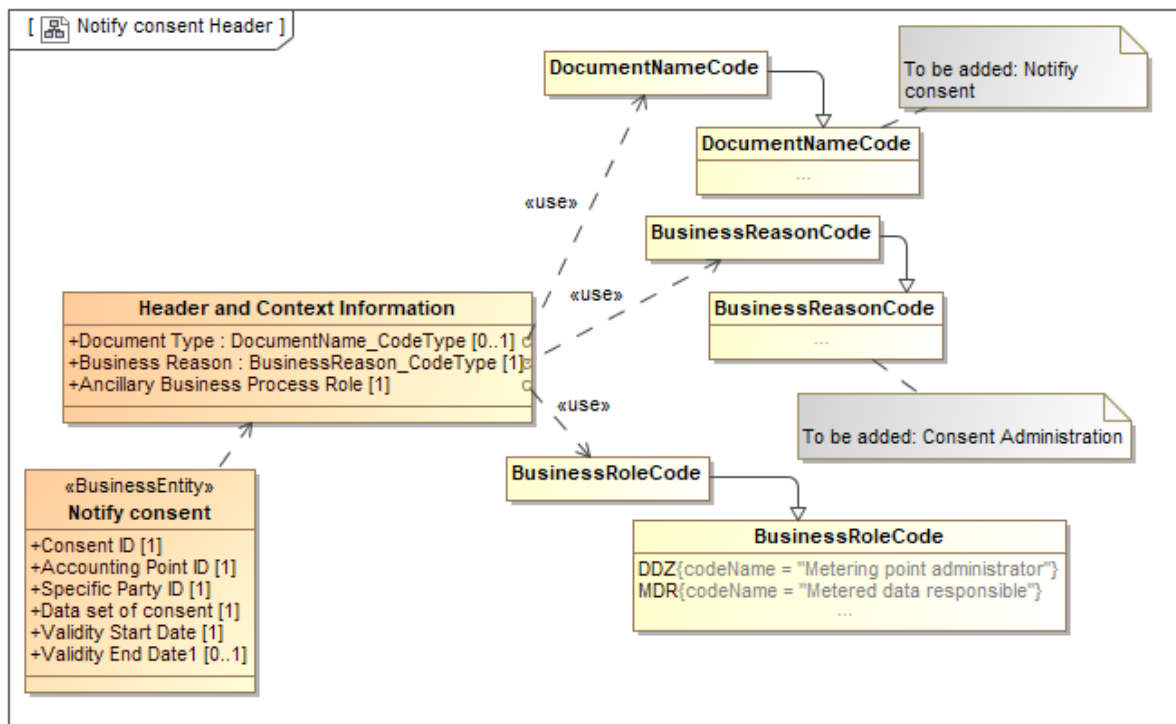 [ Notify consent Header ]
DocumentNameCode
To be added: Notifiy
consent
DocumentNameCode
...
«use»
BusinessReasonCode
«use»
BusinessReasonCode
...
Header and Context Information
+Document Type : DocumentName_CodeType [0..1]
+Business Reason : BusinessReason_CodeType [1]
+Ancillary Business Process Role [1]
«use»
To be added: Consent Administration
BusinessRoleCode
«BusinessEntity»
Notify consent
+Consent ID [1]
+Accounting Point ID [1]
+Specific Party ID [1]
+Data set of consent [1]
+Validity Start Date [1]
+Validity End Date1 [0..1]
BusinessRoleCode
DDZ{codeName = "Metering point administrator"}
MDR{codeName = "Metered data responsible"}
...